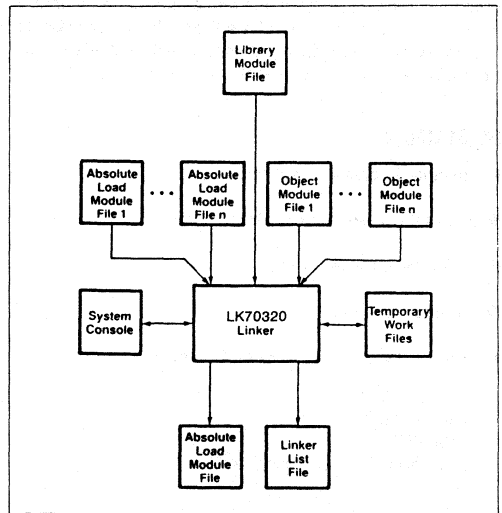 Library
Module
File
Absolute
Load
Module
File 1
• • •
Absolute
Load
Module
File n
Object
Module
File 1
• • •
Object
Module
File n
System
Console
LK70320
Linker
Temporary
Work
Files
Absolute
Load
Module
File
Linker
List
File